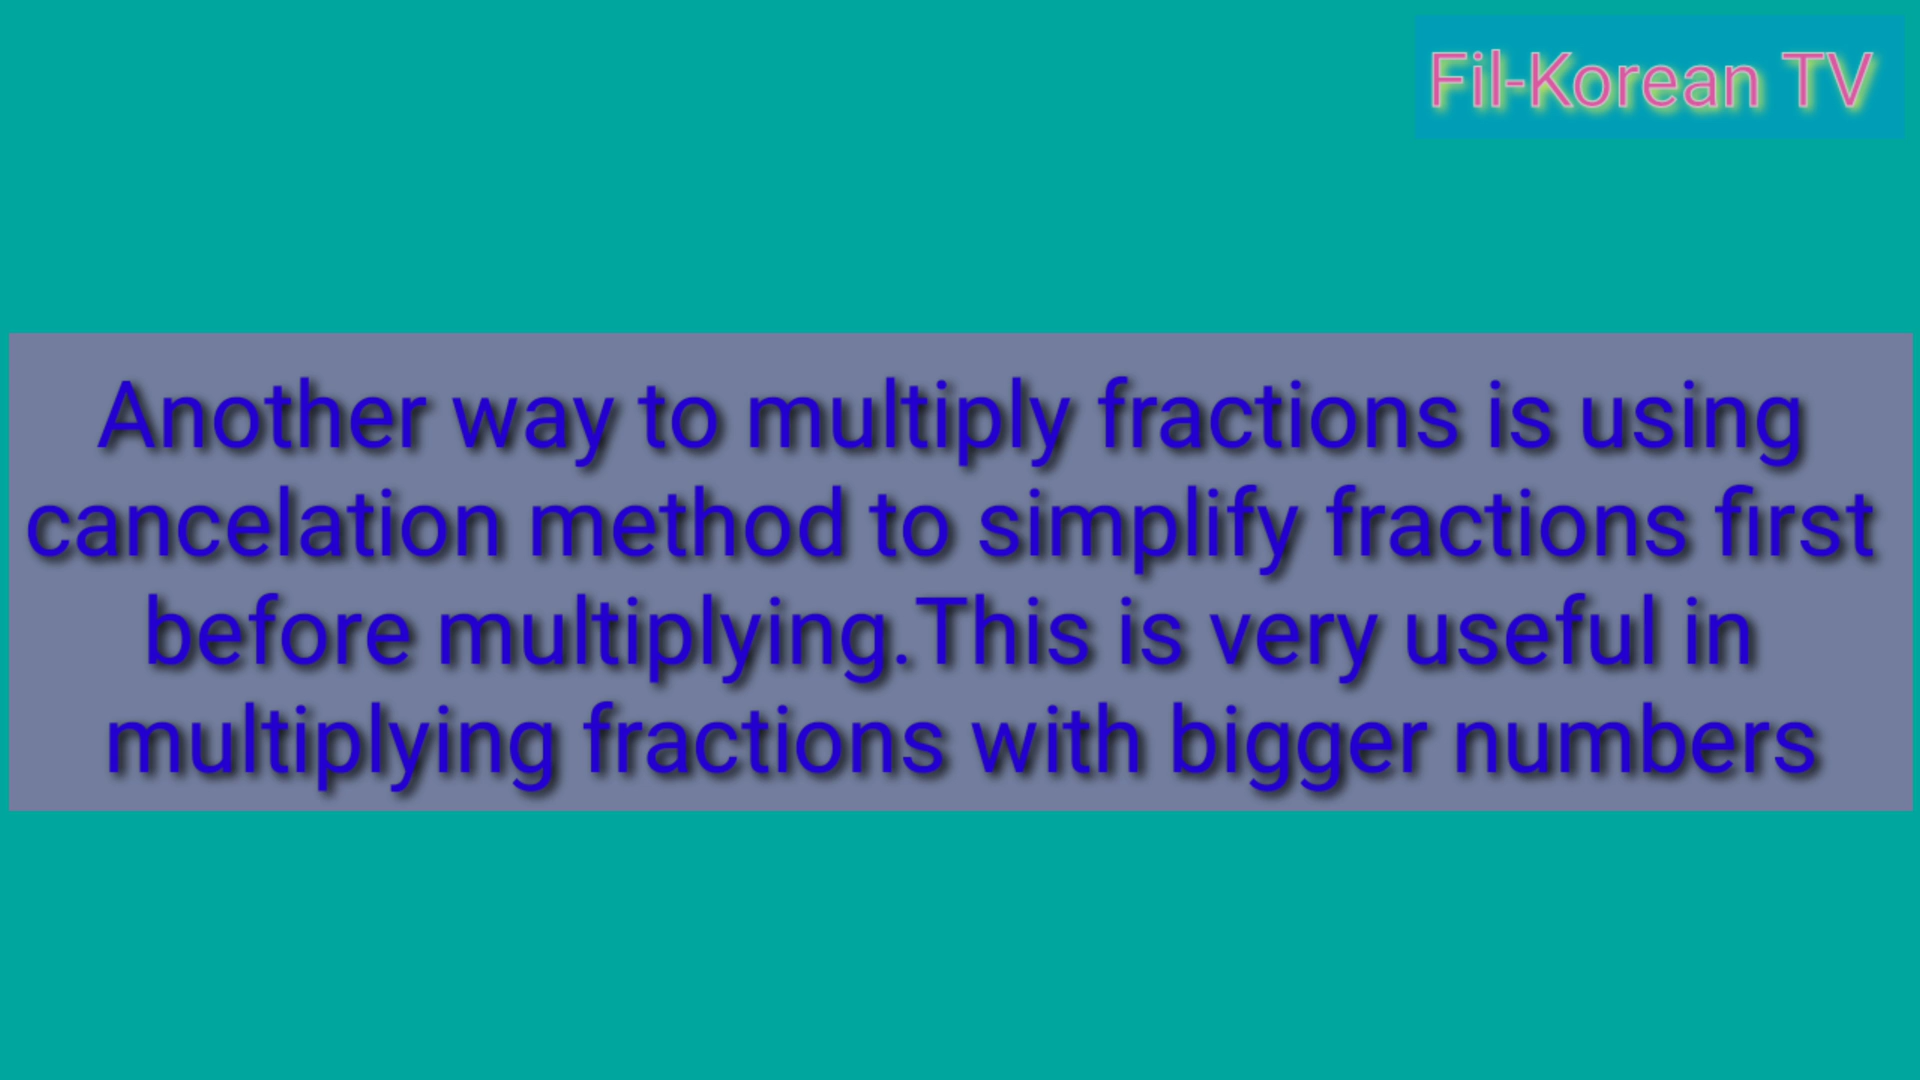 Fil-Korean TV
Another way to multiply fractions is using
cancelation method to simplify fractions first
before multiplying.This is very useful in
multiplying fractions with bigger numbers